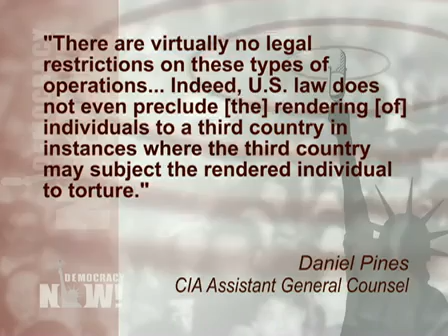 "There are virtually no legal
restrictions on these types of
operations... Indeed, U.S. law does
not even preclude [the] rendering [of]
individuals to a third country in
instances where the third country
may subject the rendered individual
to torture."
Daniel Pines
CIA Assistant General Counsel
DEMOCRACY
NOW!